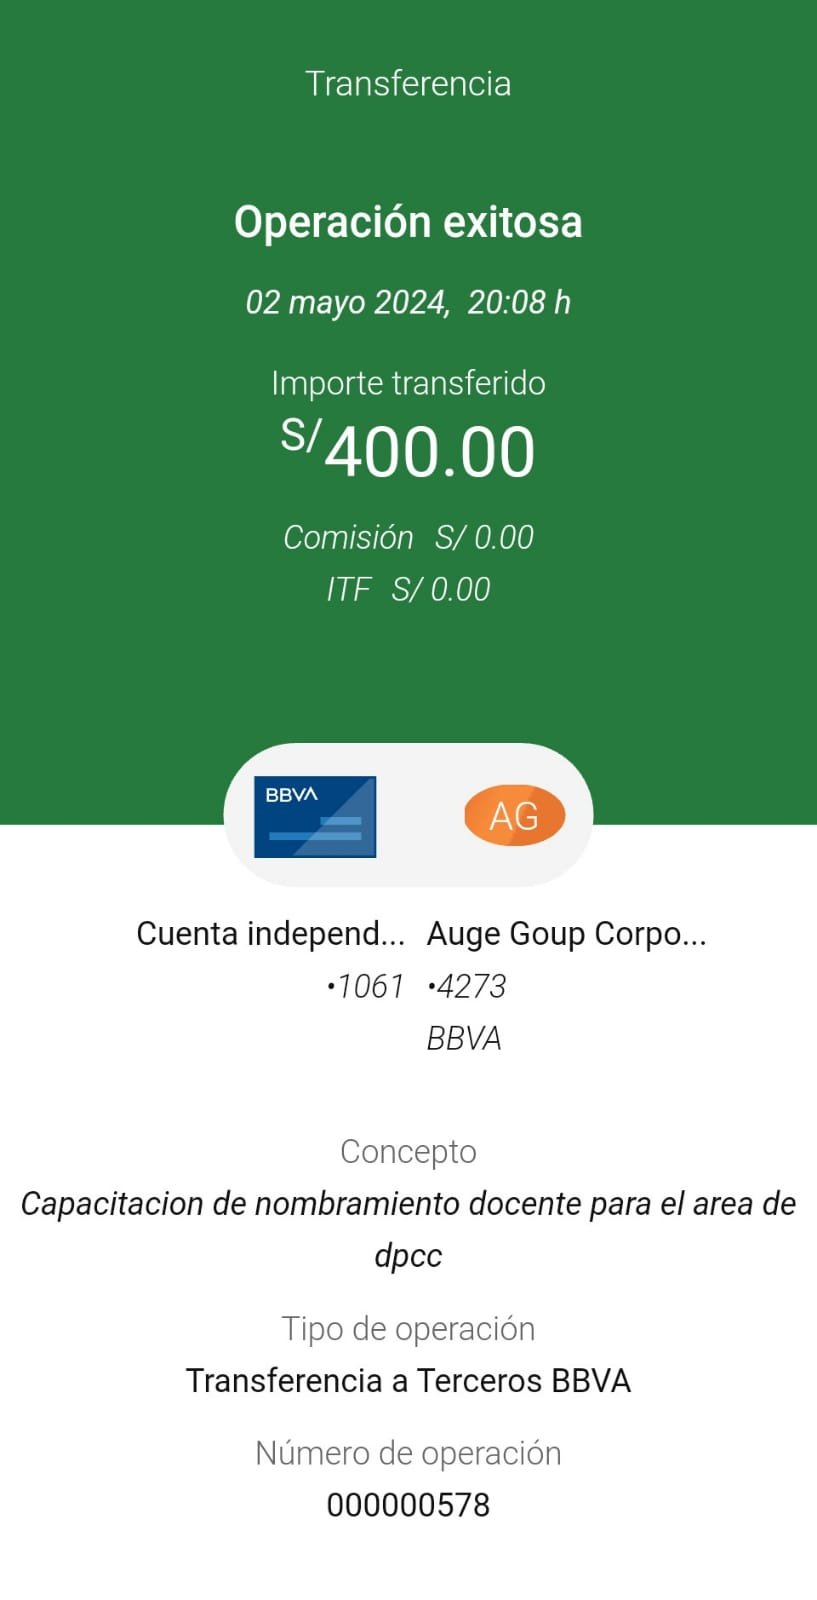 Transferencia
Operación exitosa
02 mayo 2024, 20:08 h
Importe transferido
S/400.00
Comisión S/ 0.00
ITF S/ 0.00
BBVA AG
Cuenta independ... Auge Goup Corpo...
•1061 •4273
BBVA
Concepto
Capacitacion de nombramiento docente para el area de
dpcc
Tipo de operación
Transferencia a Terceros BBVA
Número de operación
000000578